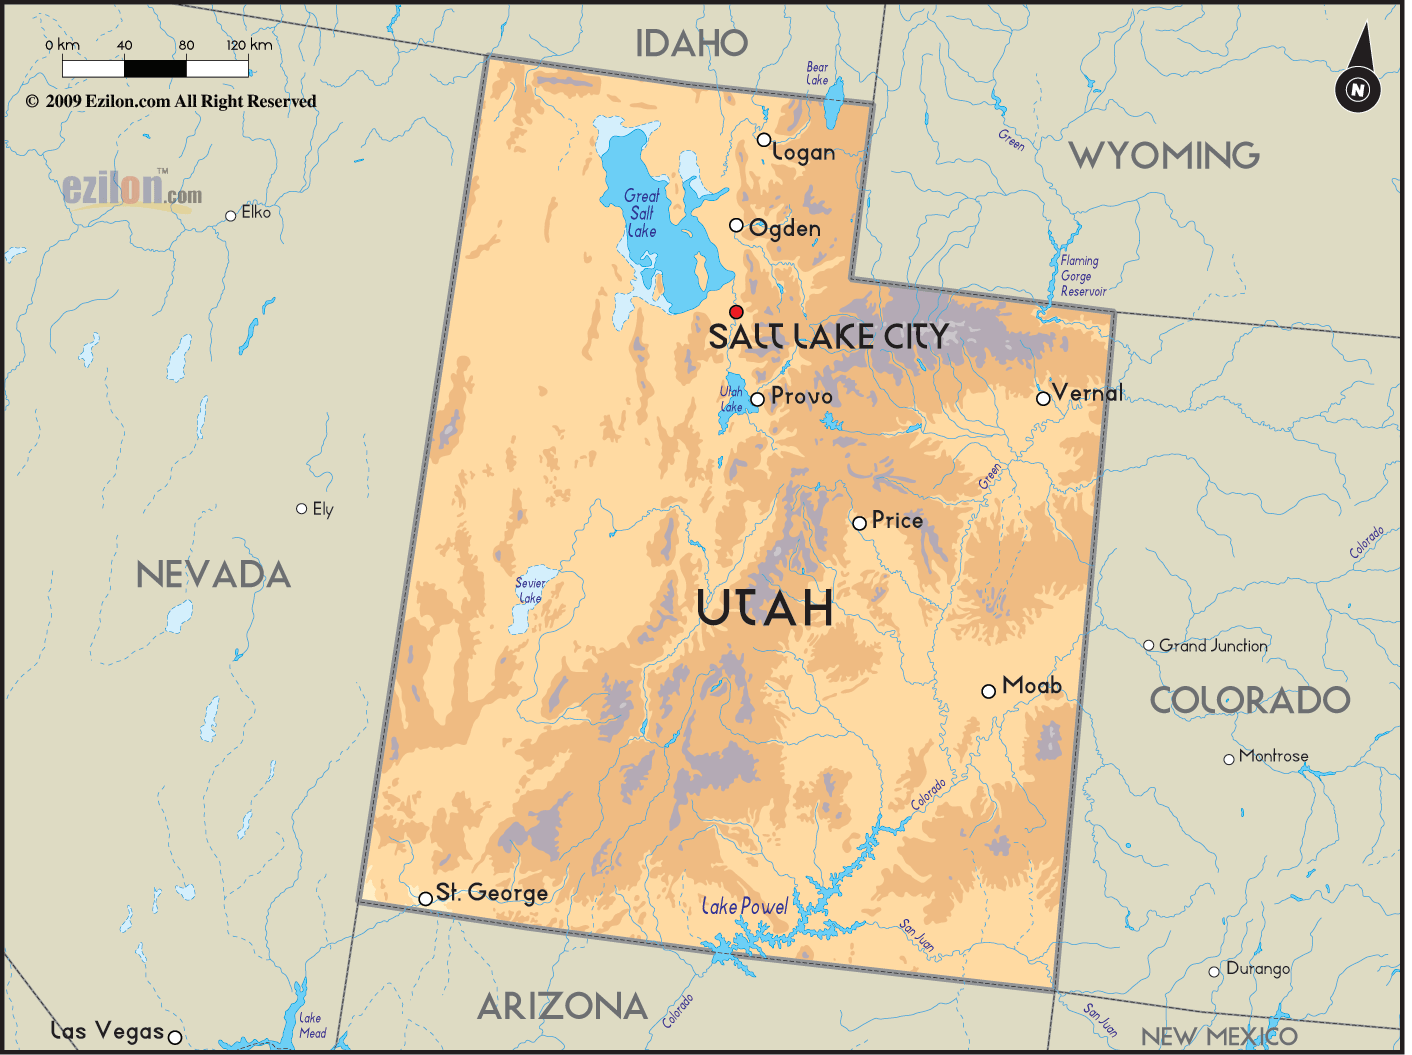 IDAHO
0 km 40 80 120 km
Bear
Lake
© 2009 Ezilon.com All Right Reserved
N
Green
Logan
WYOMING
ezilon.com
TM
Elko
Great
Salt
Lake
Ogden
Flaming
Gorge
Reservoir
SALT LAKE CITY
Utah
Lake
Provo
Vernal
Green
Ely
Price
Colorado
NEVADA
Sevier
Lake
UTAH
Grand Junction
Moab
COLORADO
Montrose
Colorado
St. George
Lake Powel
San Juan
Durango
ARIZONA
Colorado
Lake
Mead
San Juan
Las Vegas
NEW MEXICO